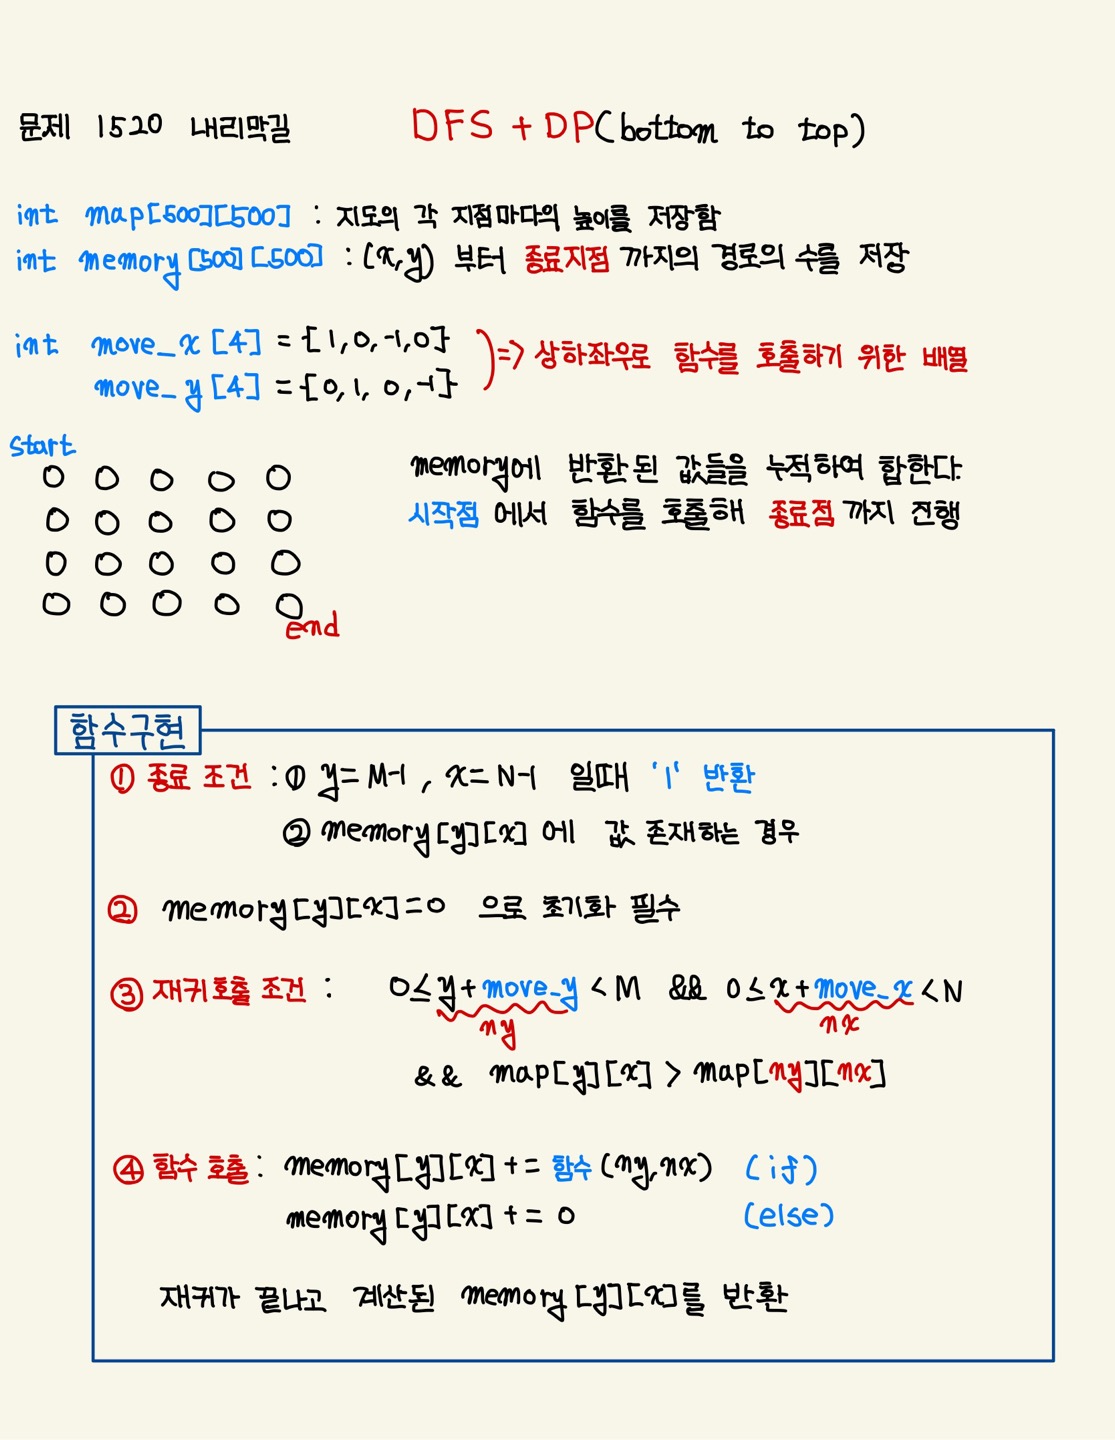 문제 1520 내리막길 DFS + DP(bottom to top)
int map[500][500] : 지도의 각 지점마다의 높이를 저장함
int memory[500][500] : (x,y) 부터 종료지점 까지의 경로의 수를 저장
int move_x [4] = {1,0,-1,0}
move_y [4] = {0,1,0,-1}
=> 상하좌우로 함수를 호출하기 위한 배열
start
end
memory에 반환된 값들을 누적하여 합한다.
시작점 에서 함수를 호출해 종료점 까지 진행
함수구현
① 종료 조건 : ① y=M-1 , x=N-1 일때 '1' 반환
② memory[y][x] 에 값 존재하는 경우
② memory[y][x]=0 으로 초기화 필수
③ 재귀호출 조건 : 0≤y+move_y<M && 0≤x+move_x<N
ny nx
&& map[y][x] > map[ny][nx]
④ 함수 호출 : memory[y][x] += 함수(ny,nx) (if)
memory[y][x] += 0 (else)
재귀가 끝나고 계산된 memory[y][x]를 반환